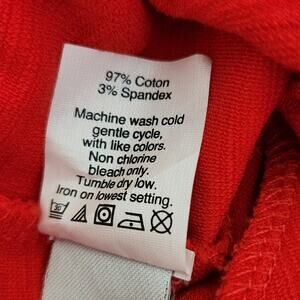 97% Coton
3% Spandex
Machine wash cold
gentle cycle,
with like colors.
Non chlorine
bleach only.
Tumble dry low.
Iron on lowest setting.
30